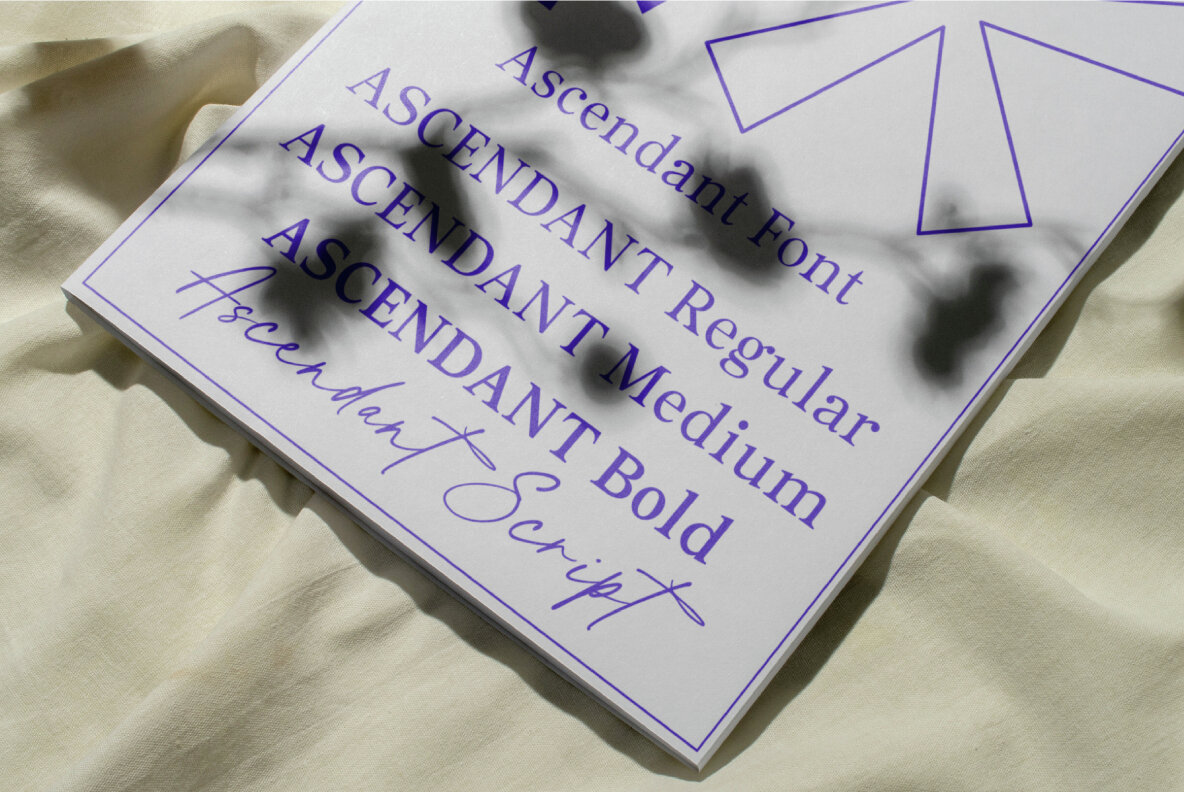 Ascendant Font
ASCENDANT Regular
ASCENDANT Medium
ASCENDANT Bold
Ascendant Script